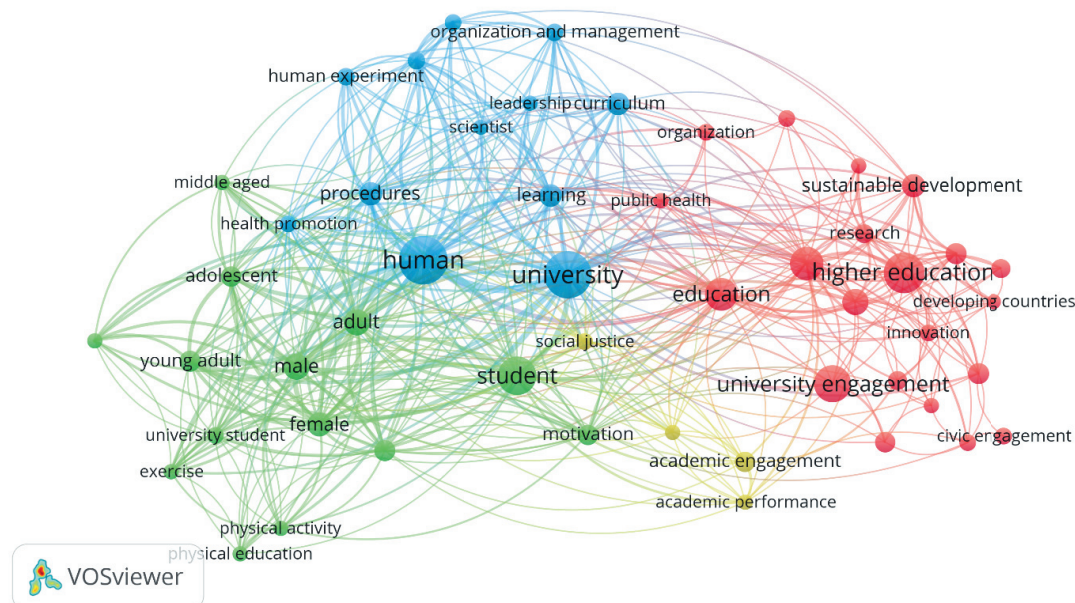 organization and management
human experiment
leadership
curriculum
scientist
organization
middle aged
procedures
learning
public health
sustainable development
health promotion
research
human
university
higher education
adolescent
education
developing countries
adult
social justice
innovation
young adult
male
student
university engagement
female
university student
motivation
civic engagement
exercise
academic engagement
academic performance
physical activity
physical education
VOSviewer